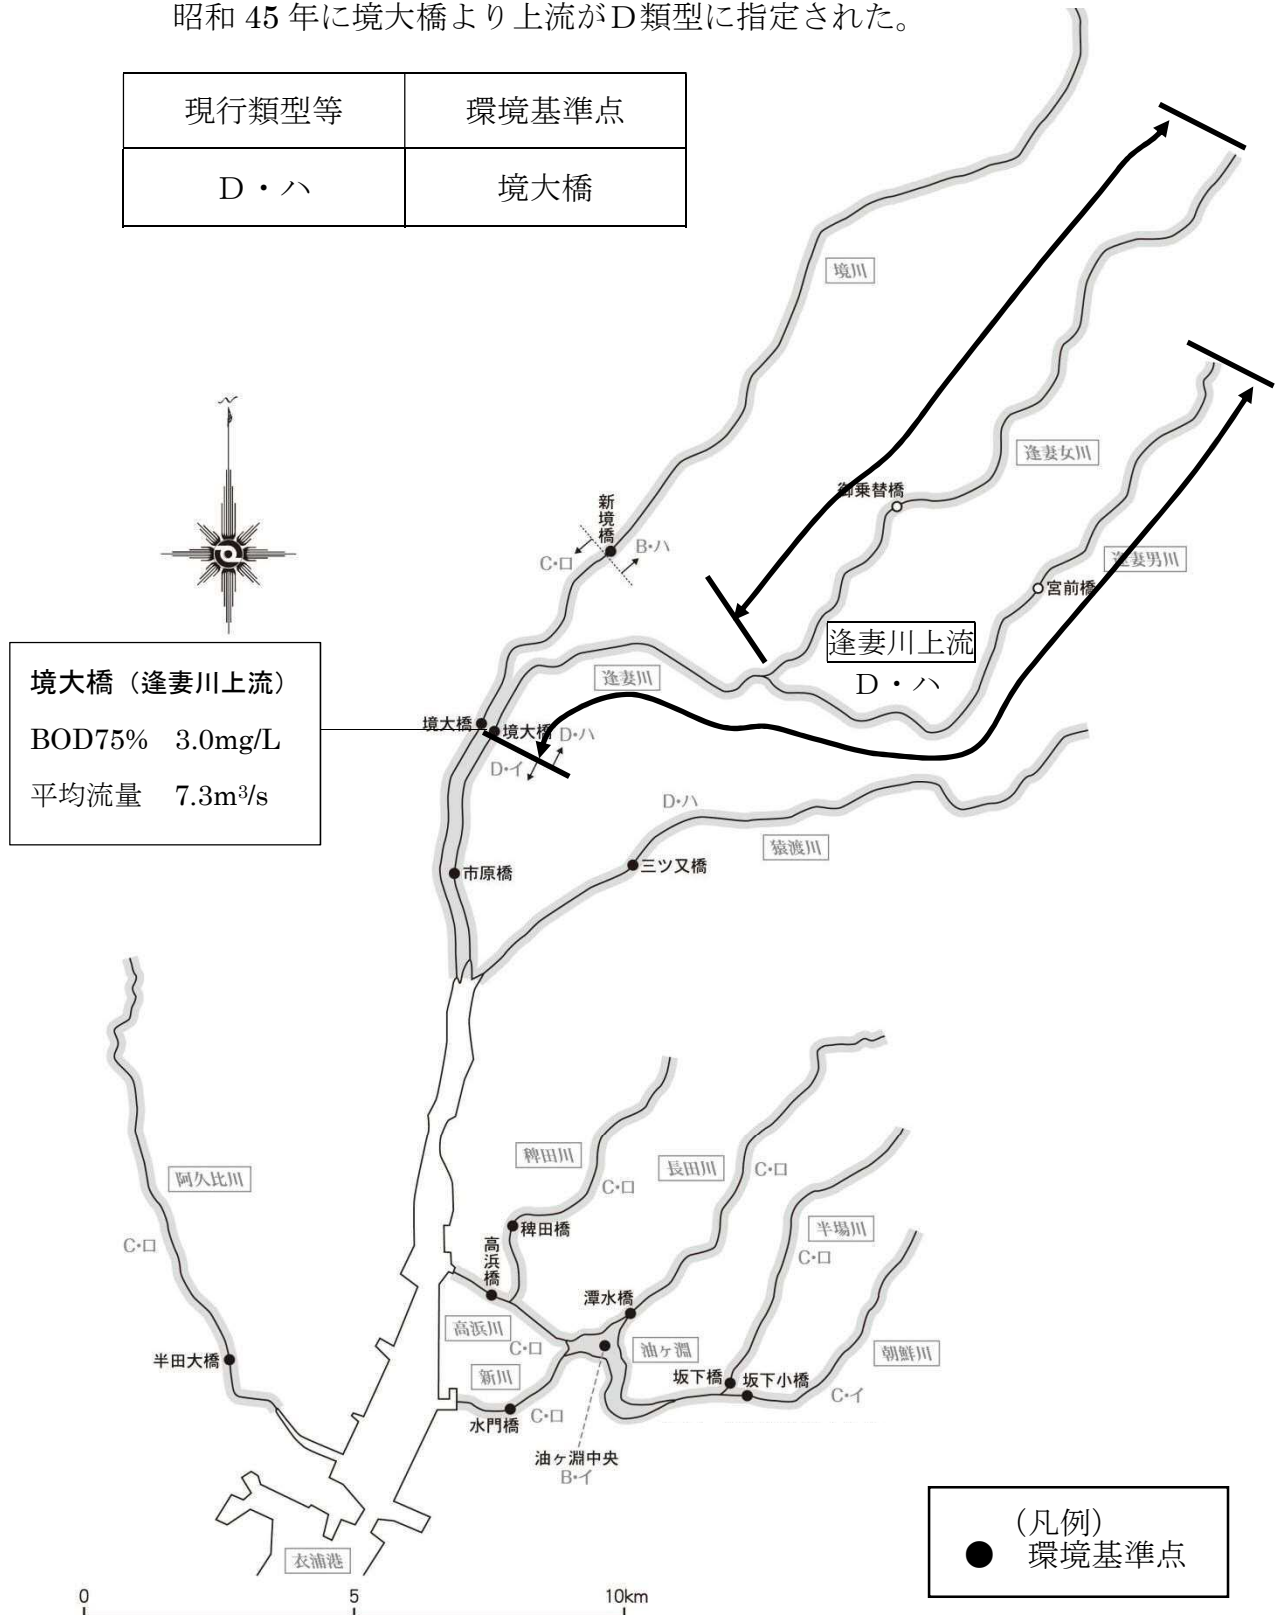 昭和 45 年に境大橋より上流がD類型に指定された。
現行類型等 環境基準点
D・ハ 境大橋
境川
逢妻女川
御乗替橋
新境橋
B・ハ
C・ロ
逢妻男川
宮前橋
逢妻川上流
D・ハ
境大橋（逢妻川上流）
BOD75% 3.0mg/L
平均流量 7.3m³/s
逢妻川
境大橋
境大橋
D・ハ
D・イ
D・ハ
猿渡川
三ツ又橋
市原橋
阿久比川
C・ロ
半田大橋
稗田川
C・ロ
稗田橋
長田川
C・ロ
半場川
C・ロ
高浜橋
高浜川
C・ロ
潭水橋
油ヶ淵
新川
C・ロ
水門橋
坂下橋
坂下小橋
朝鮮川
C・イ
油ヶ淵中央
B・イ
衣浦港
（凡例）
● 環境基準点
0 5 10km